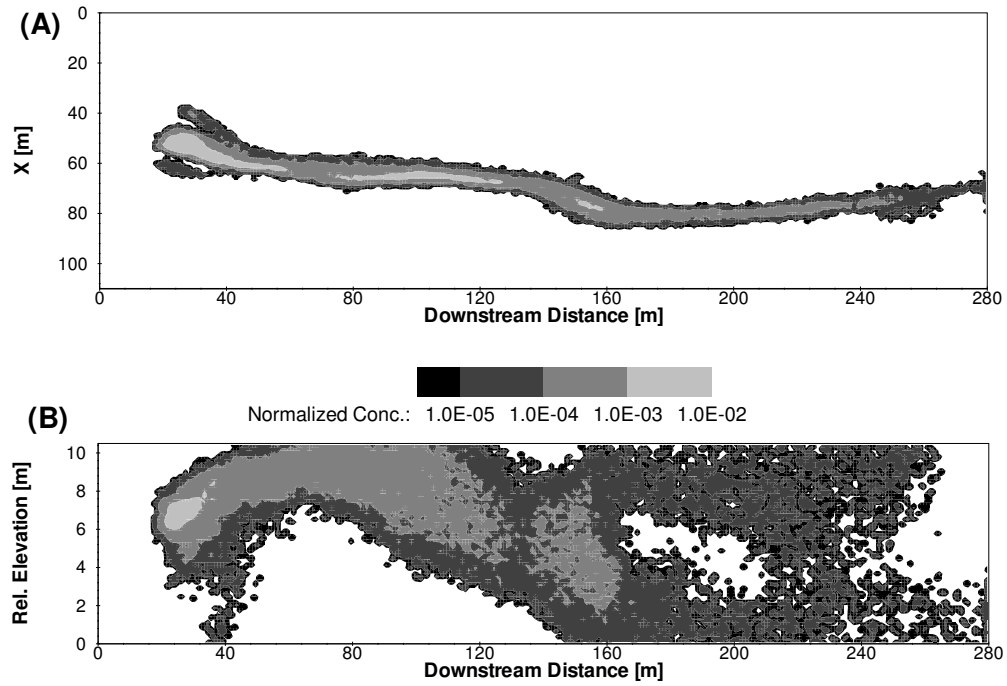 (A)
0
20
40
60
80
100
X [m]
0 40 80 120 160 200 240 280
Downstream Distance [m]
Normalized Conc.: 1.0E-05 1.0E-04 1.0E-03 1.0E-02
(B)
10
8
6
4
2
0
Rel. Elevation [m]
0 40 80 120 160 200 240 280
Downstream Distance [m]